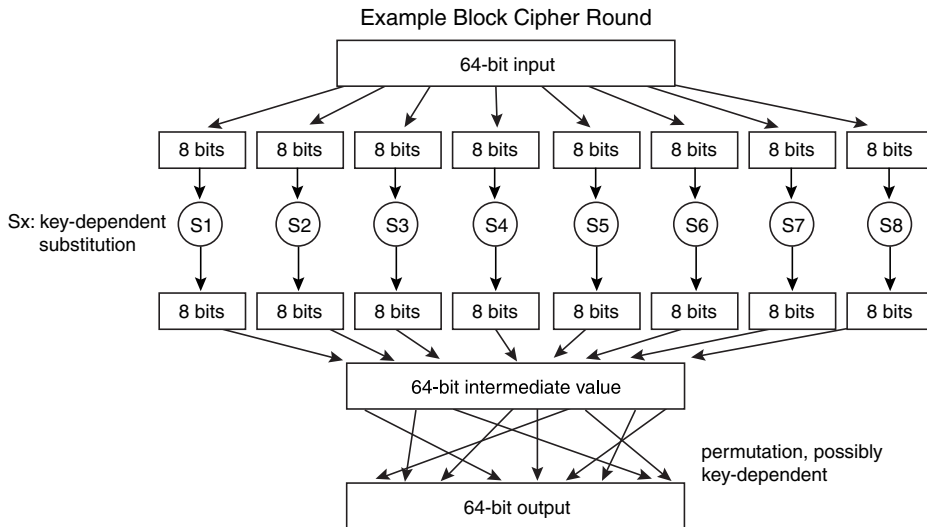 Example Block Cipher Round
64-bit input
8 bits 8 bits 8 bits 8 bits 8 bits 8 bits 8 bits 8 bits
Sx: key-dependent
substitution
S1 S2 S3 S4 S5 S6 S7 S8
8 bits 8 bits 8 bits 8 bits 8 bits 8 bits 8 bits 8 bits
64-bit intermediate value
permutation, possibly
key-dependent
64-bit output